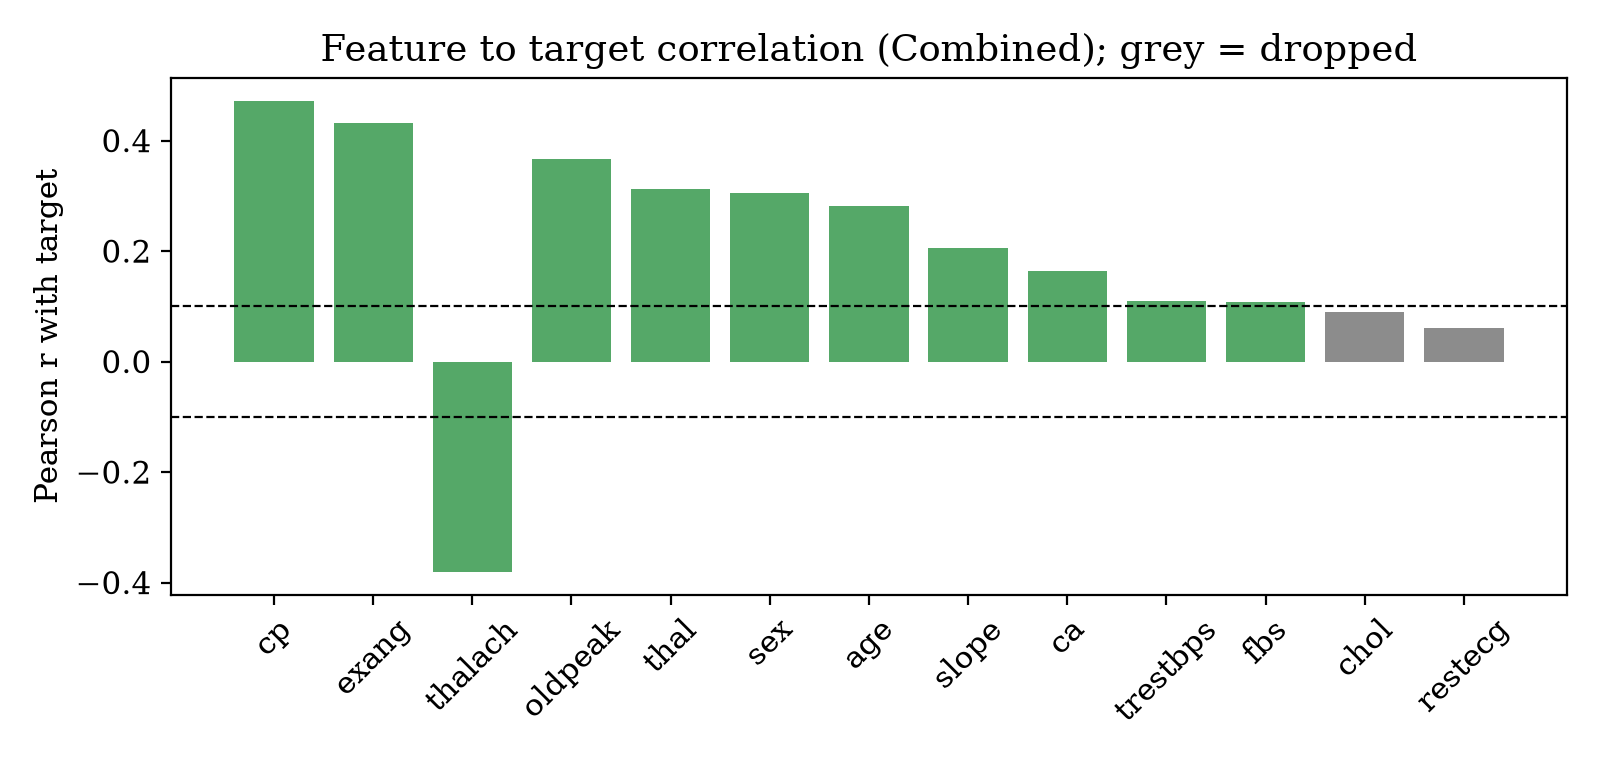 Feature to target correlation (Combined); grey = dropped
Pearson r with target
0.4
0.2
0.0
−0.2
−0.4
cp
exang
thalach
oldpeak
thal
sex
age
slope
ca
trestbps
fbs
chol
restecg